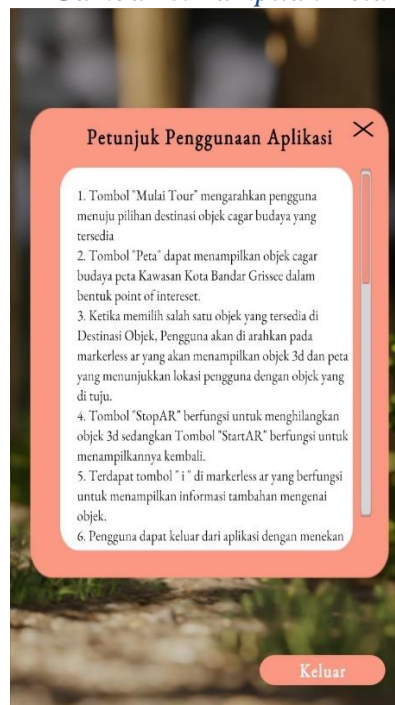 Petunjuk Penggunaan Aplikasi
1. Tombol "Mulai Tour" mengarahkan pengguna
menuju pilihan destinasi objek cagar budaya yang
tersedia
2. Tombol "Peta" dapat menampilkan objek cagar
budaya peta Kawasan Kota Bandar Grissee dalam
bentuk point of intereset.
3. Ketika memilih salah satu objek yang tersedia di
Destinasi Objek, Pengguna akan di arahkan pada
markerless ar yang akan menampilkan objek 3d dan peta
yang menunjukkan lokasi pengguna dengan objek yang
di tuju.
4. Tombol "StopAR" berfungsi untuk menghilangkan
objek 3d sedangkan Tombol "StartAR" berfungsi untuk
menampilkannya kembali.
5. Terdapat tombol " i " di markerless ar yang berfungsi
untuk menampilkan informasi tambahan mengenai
objek.
6. Pengguna dapat keluar dari aplikasi dengan menekan
Keluar